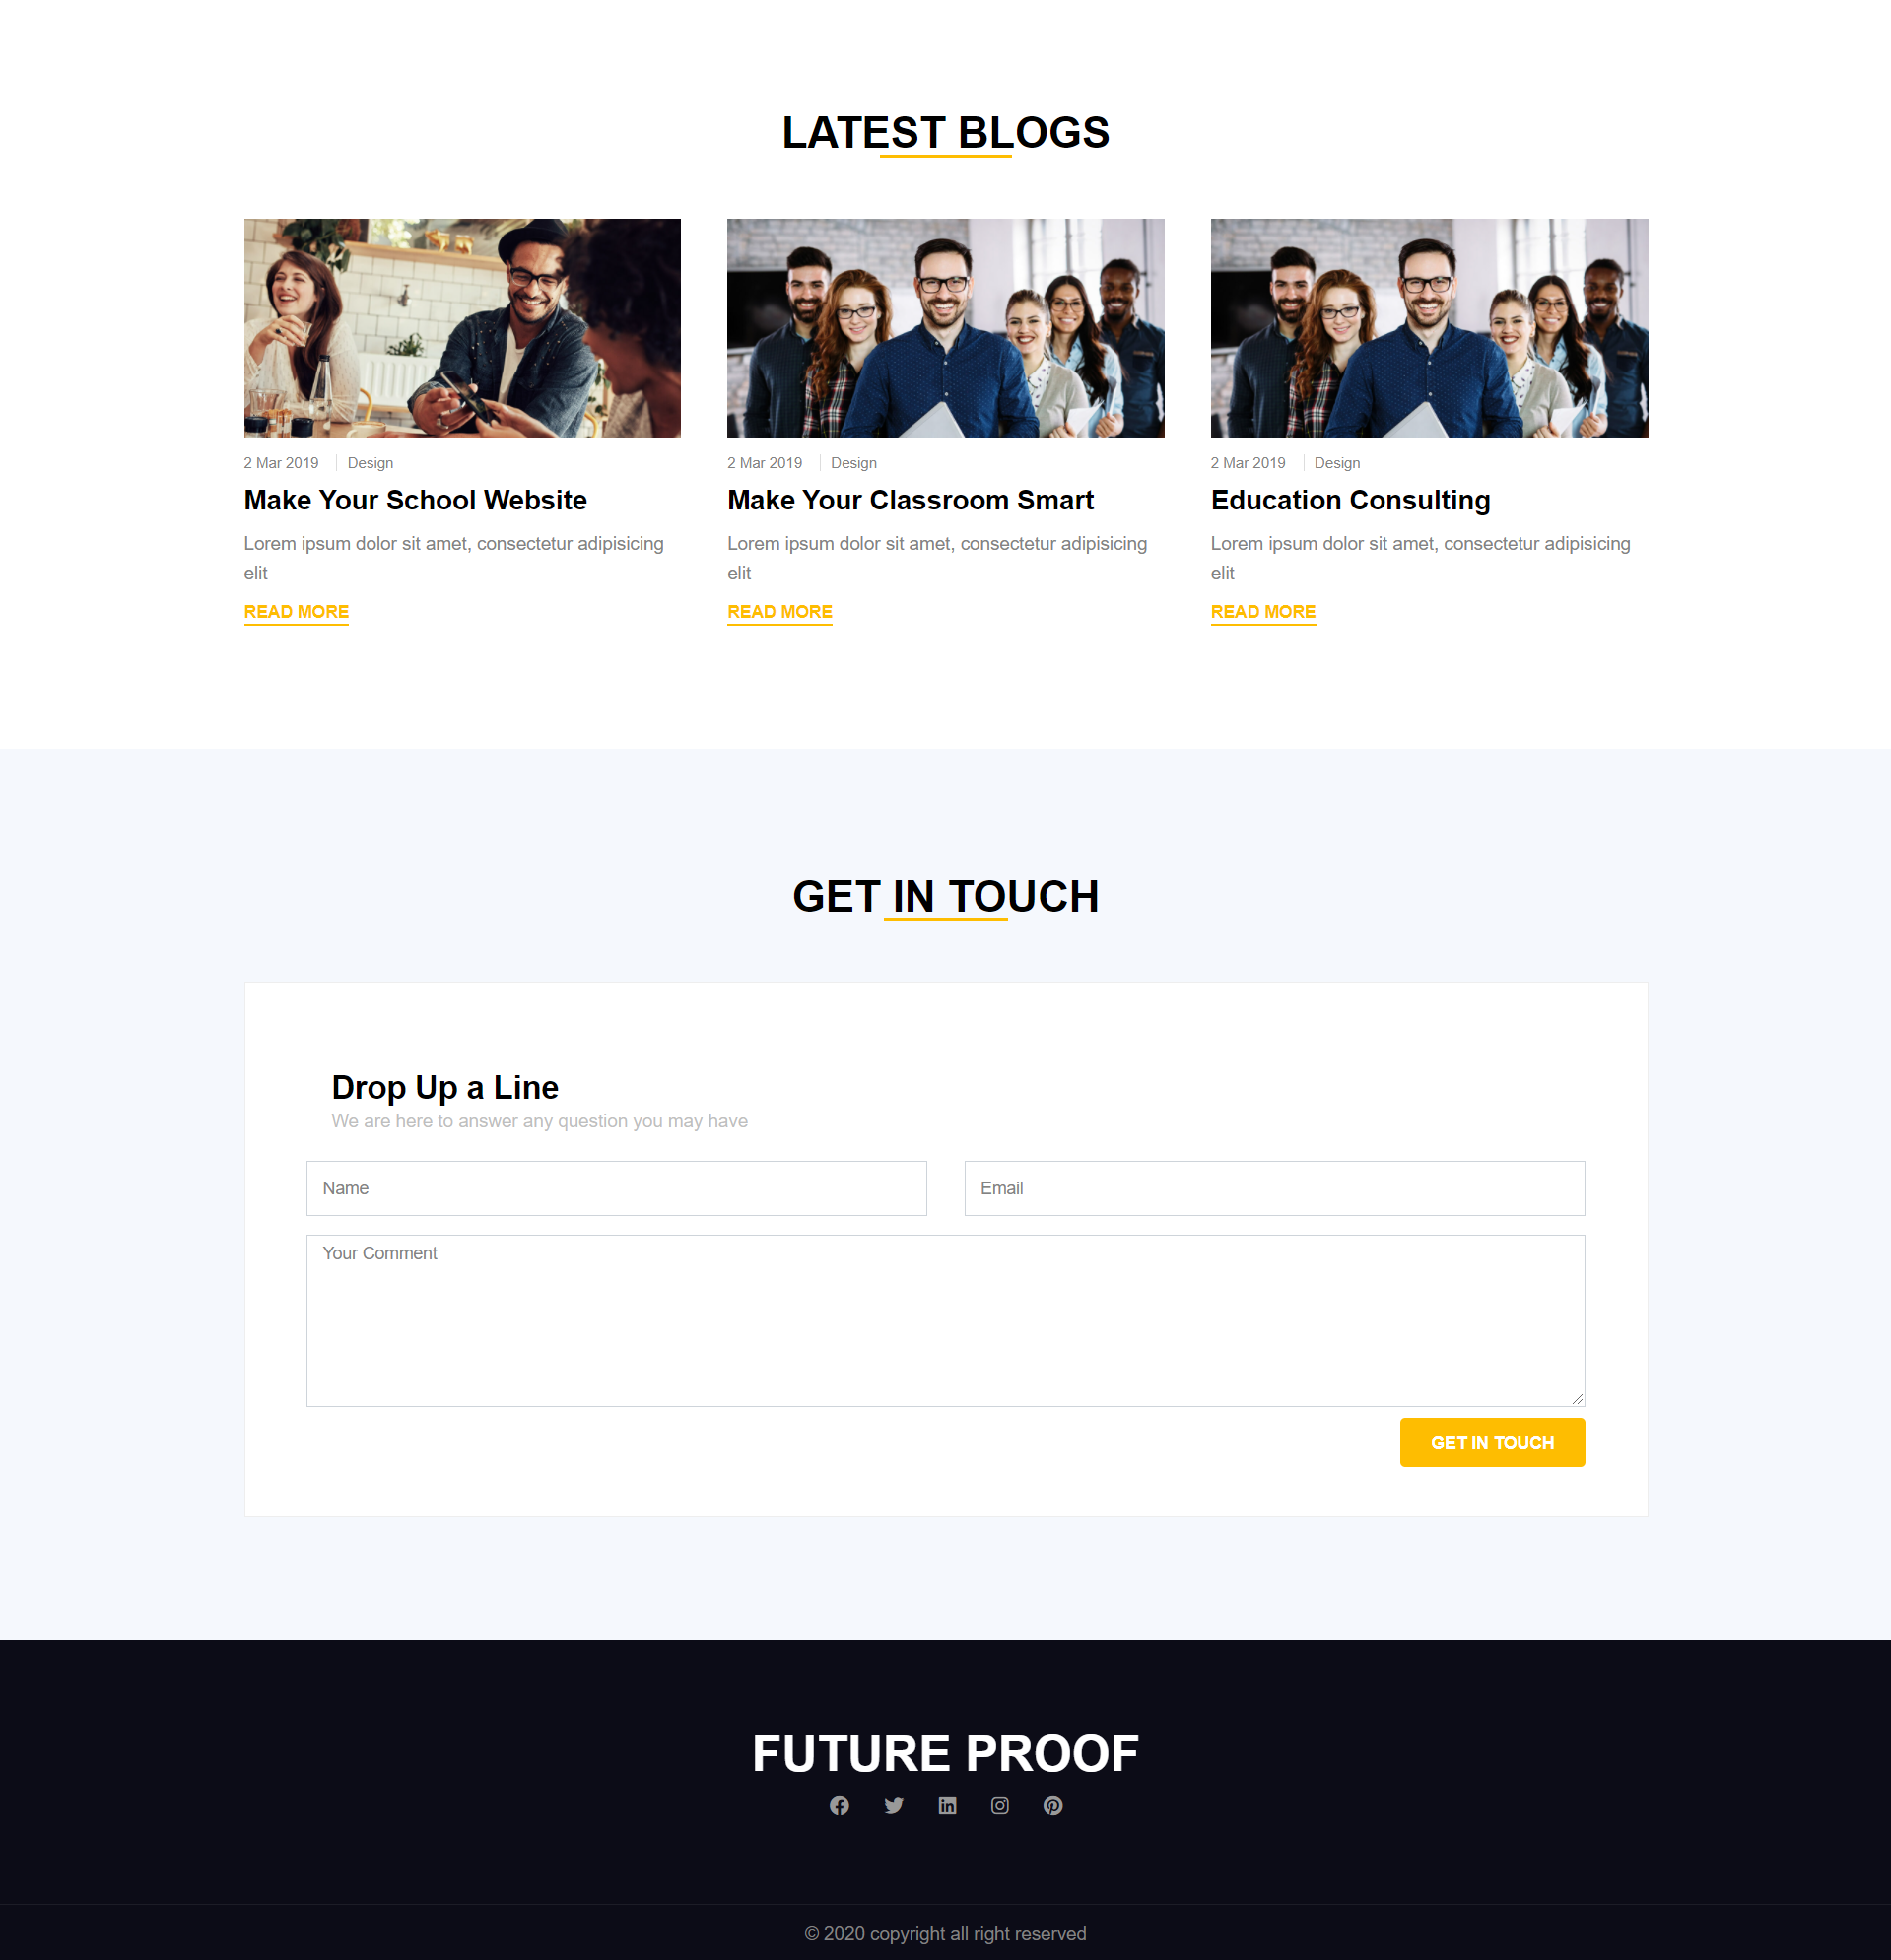 LATEST BLOGS
2 Mar 2019 Design
Make Your School Website
Lorem ipsum dolor sit amet, consectetur adipisicing
elit
READ MORE
2 Mar 2019 Design
Make Your Classroom Smart
Lorem ipsum dolor sit amet, consectetur adipisicing
elit
READ MORE
2 Mar 2019 Design
Education Consulting
Lorem ipsum dolor sit amet, consectetur adipisicing
elit
READ MORE
GET IN TOUCH
Drop Up a Line
We are here to answer any question you may have
Name
Email
Your Comment
GET IN TOUCH
FUTURE PROOF
© 2020 copyright all right reserved